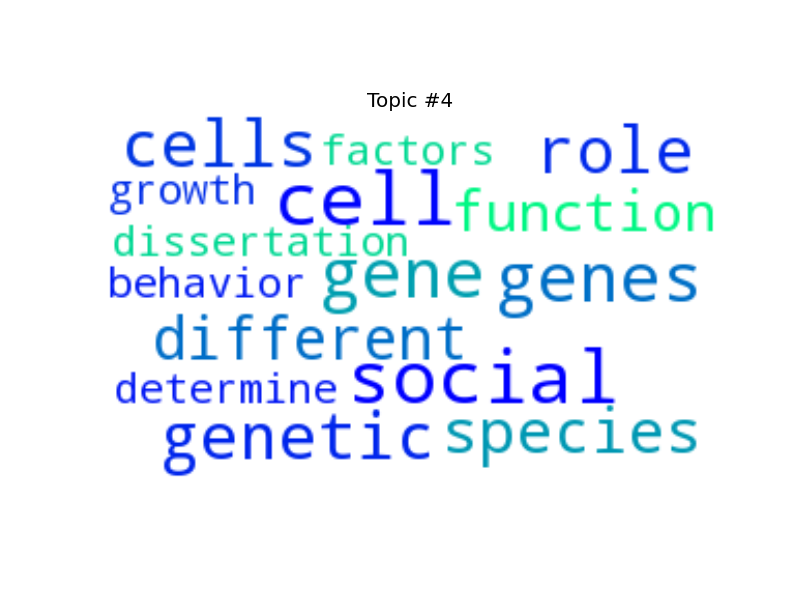 Topic #4
cells factors role
growth cell function
dissertation
behavior gene genes
different
determine social
genetic species